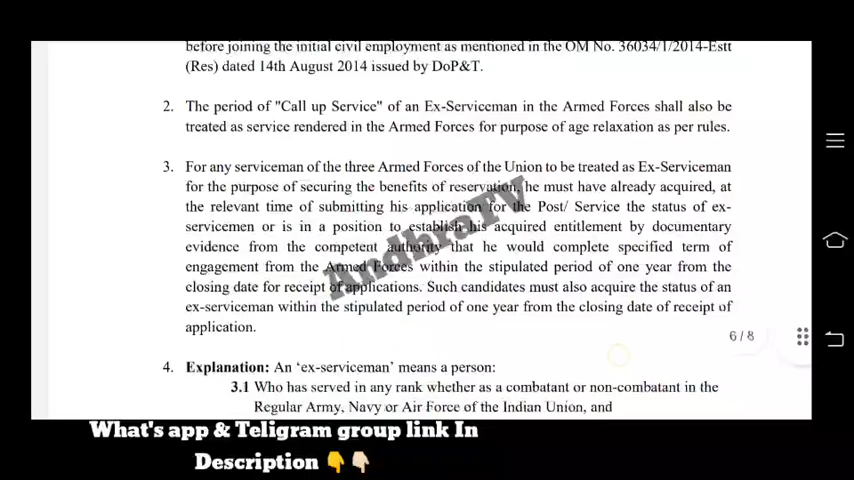 before joining the initial civil employment as mentioned in the OM No. 36034/1/2014-Estt
(Res) dated 14th August 2014 issued by DoP&T.
2. The period of "Call up Service" of an Ex-Serviceman in the Armed Forces shall also be
treated as service rendered in the Armed Forces for purpose of age relaxation as per rules.
3. For any serviceman of the three Armed Forces of the Union to be treated as Ex-Serviceman
for the purpose of securing the benefits of reservation, he must have already acquired, at
the relevant time of submitting his application for the Post/ Service the status of ex-
servicemen or is in a position to establish his acquired entitlement by documentary
evidence from the competent authority that he would complete specified term of
engagement from the Armed Forces within the stipulated period of one year from the
closing date for receipt of applications. Such candidates must also acquire the status of an
ex-serviceman within the stipulated period of one year from the closing date of receipt of
application.
AndhraTv
6 / 8
4. Explanation: An ‘ex-serviceman’ means a person:
3.1 Who has served in any rank whether as a combatant or non-combatant in the
Regular Army, Navy or Air Force of the Indian Union, and
What's app & Teligram group link In
Description 👇👇🏻